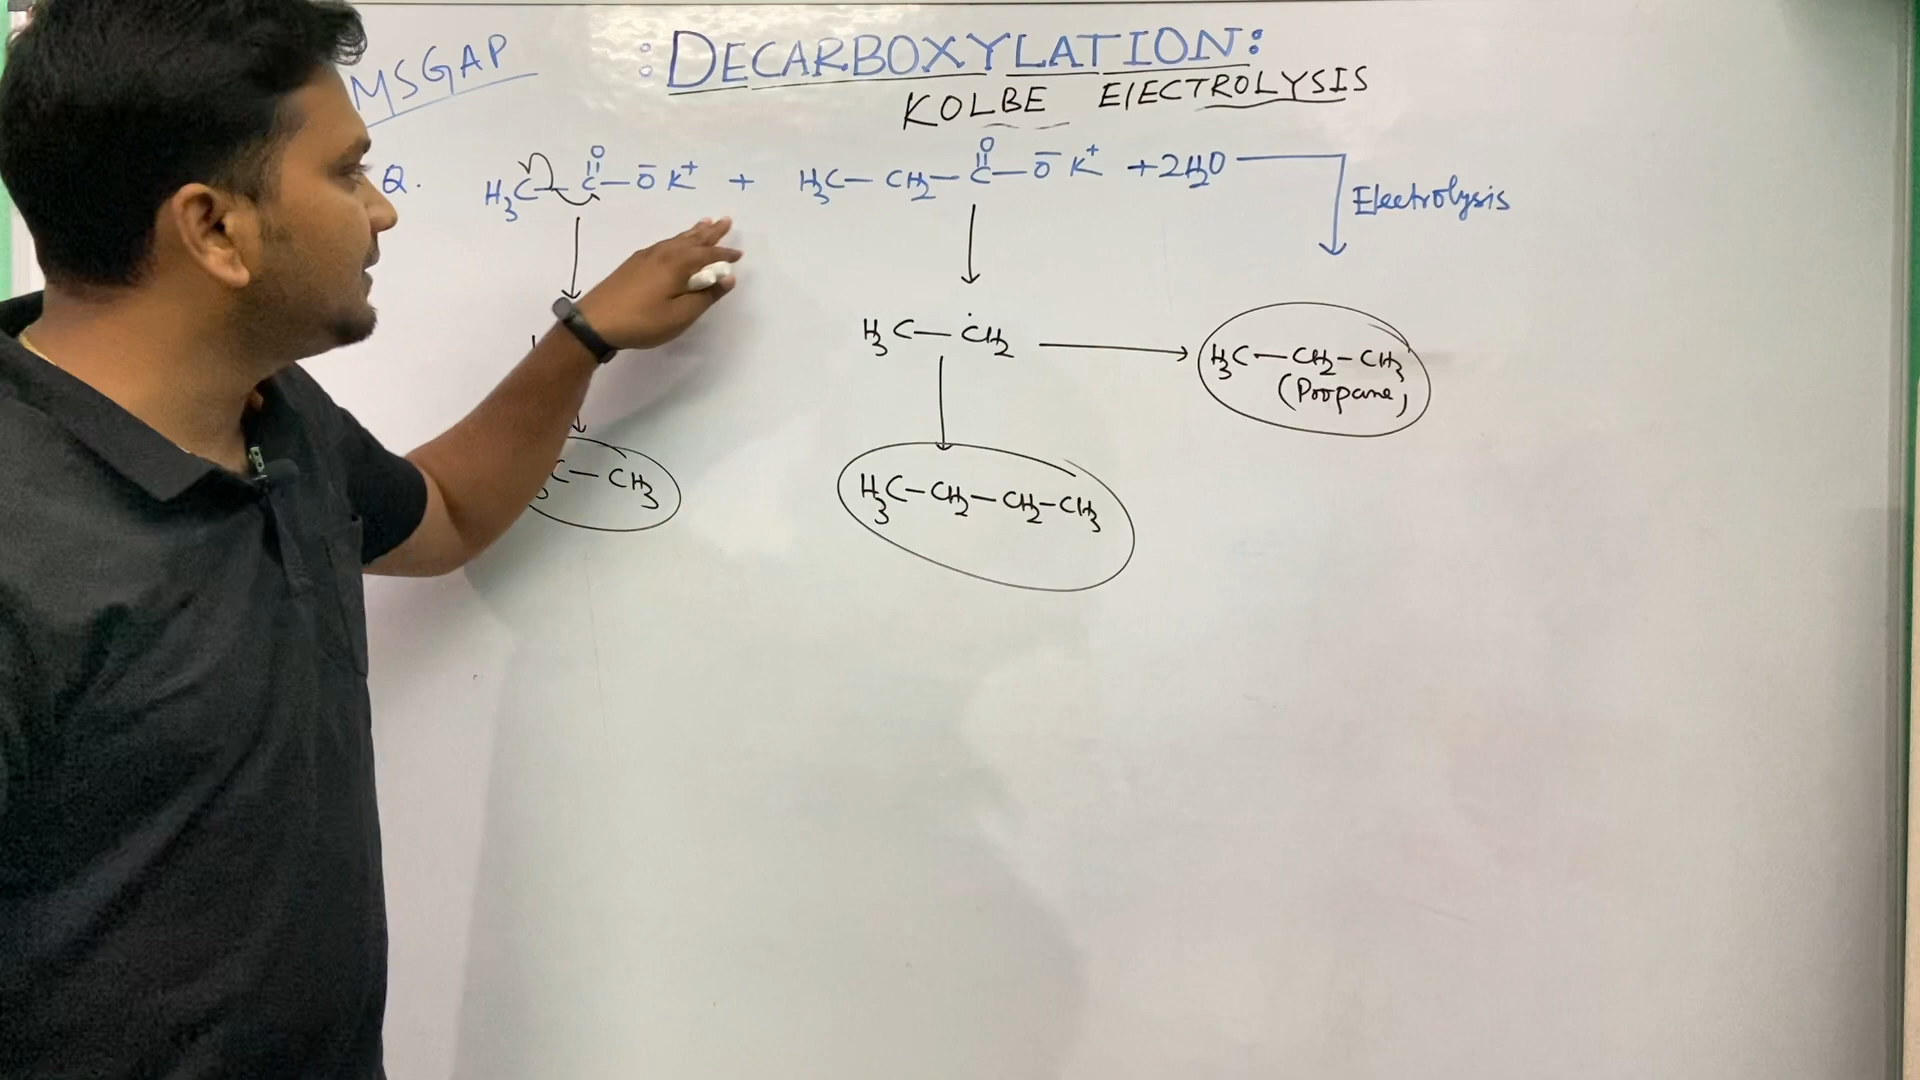 MSGAP
:DECARBOXYLATION:
KOLBE ElECTROLYSIS
Q. H₃C–C(=O)–O⁻K⁺ + H₃C–CH₂–C(=O)–O⁻K⁺ + 2H₂O
Electrolysis
H₃C–ĊH₂
H₃C–CH₂–CH₃
(Propane)
C–CH₃
H₃C–CH₂–CH₂–CH₃